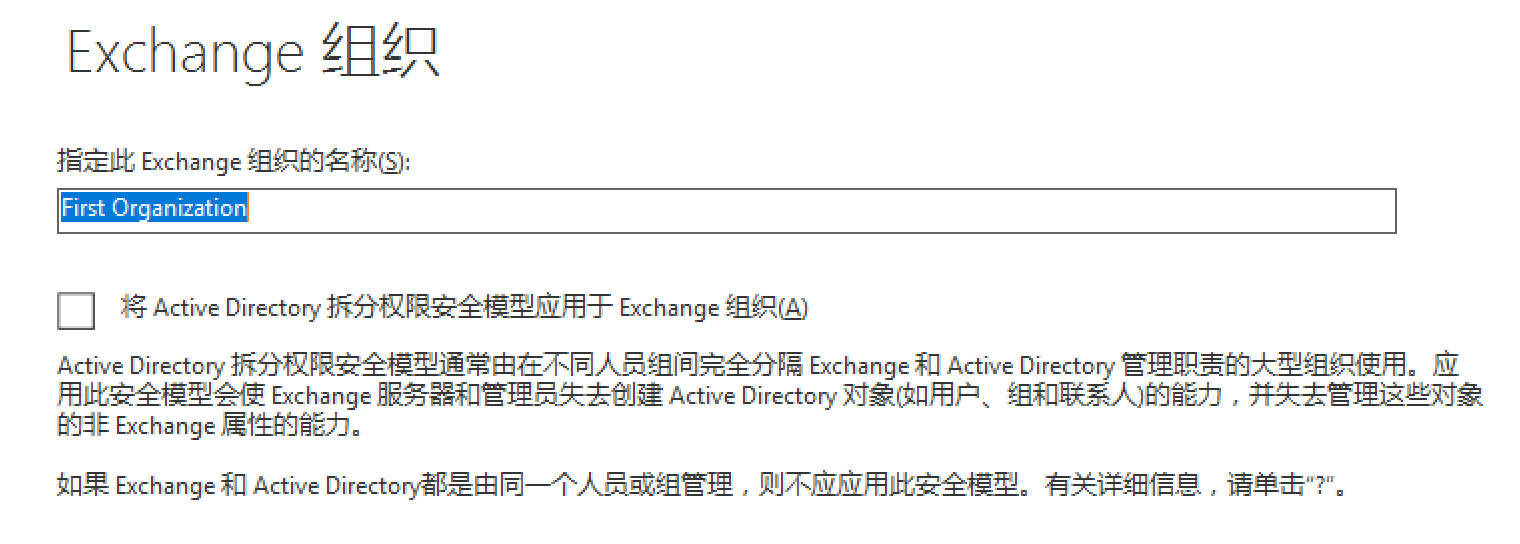 Exchange 组织
指定此 Exchange 组织的名称(S):
First Organization
将 Active Directory 拆分权限安全模型应用于 Exchange 组织(A)
Active Directory 拆分权限安全模型通常由在不同人员组间完全分隔 Exchange 和 Active Directory 管理职责的大型组织使用。应
用此安全模型会使 Exchange 服务器和管理员失去创建 Active Directory 对象(如用户、组和联系人)的能力，并失去管理这些对象
的非 Exchange 属性的能力。
如果 Exchange 和 Active Directory都是由同一个人员或组管理，则不应应用此安全模型。有关详细信息，请单击“?”。